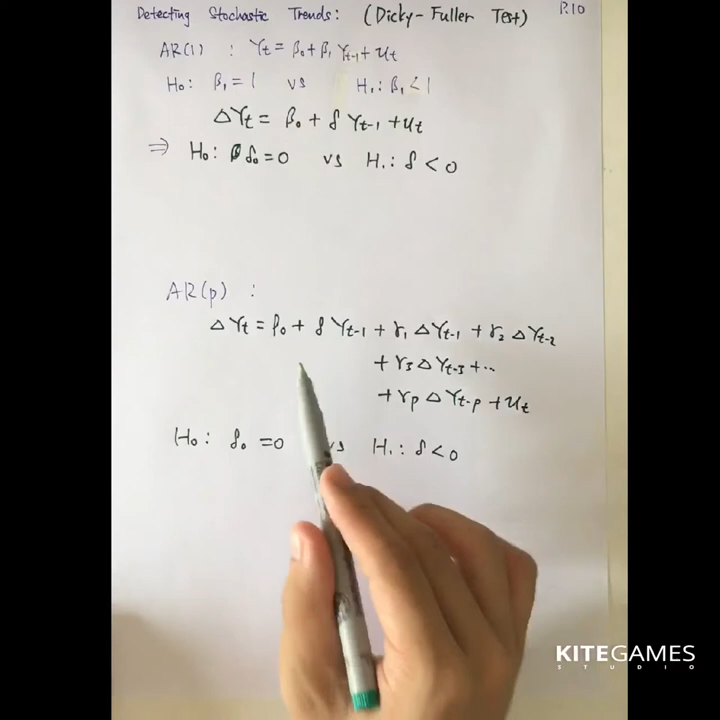 Detecting Stochastic Trends: (Dicky-Fuller Test) P.10
AR(1) : Yt = β0 + β1 Yt-1 + ut
H0: β1 = 1 vs H1: β1 < 1
ΔYt = β0 + δ Yt-1 + ut
⇒ H0: δ0 = 0 vs H1: δ < 0
AR(p) :
ΔYt = β0 + δ Yt-1 + γ1 ΔYt-1 + γ2 ΔYt-2
+ γ3 ΔYt-3 + ...
+ γp ΔYt-p + ut
H0: δ0 = 0 vs H1: δ < 0
KITEGAMES
STUDIO